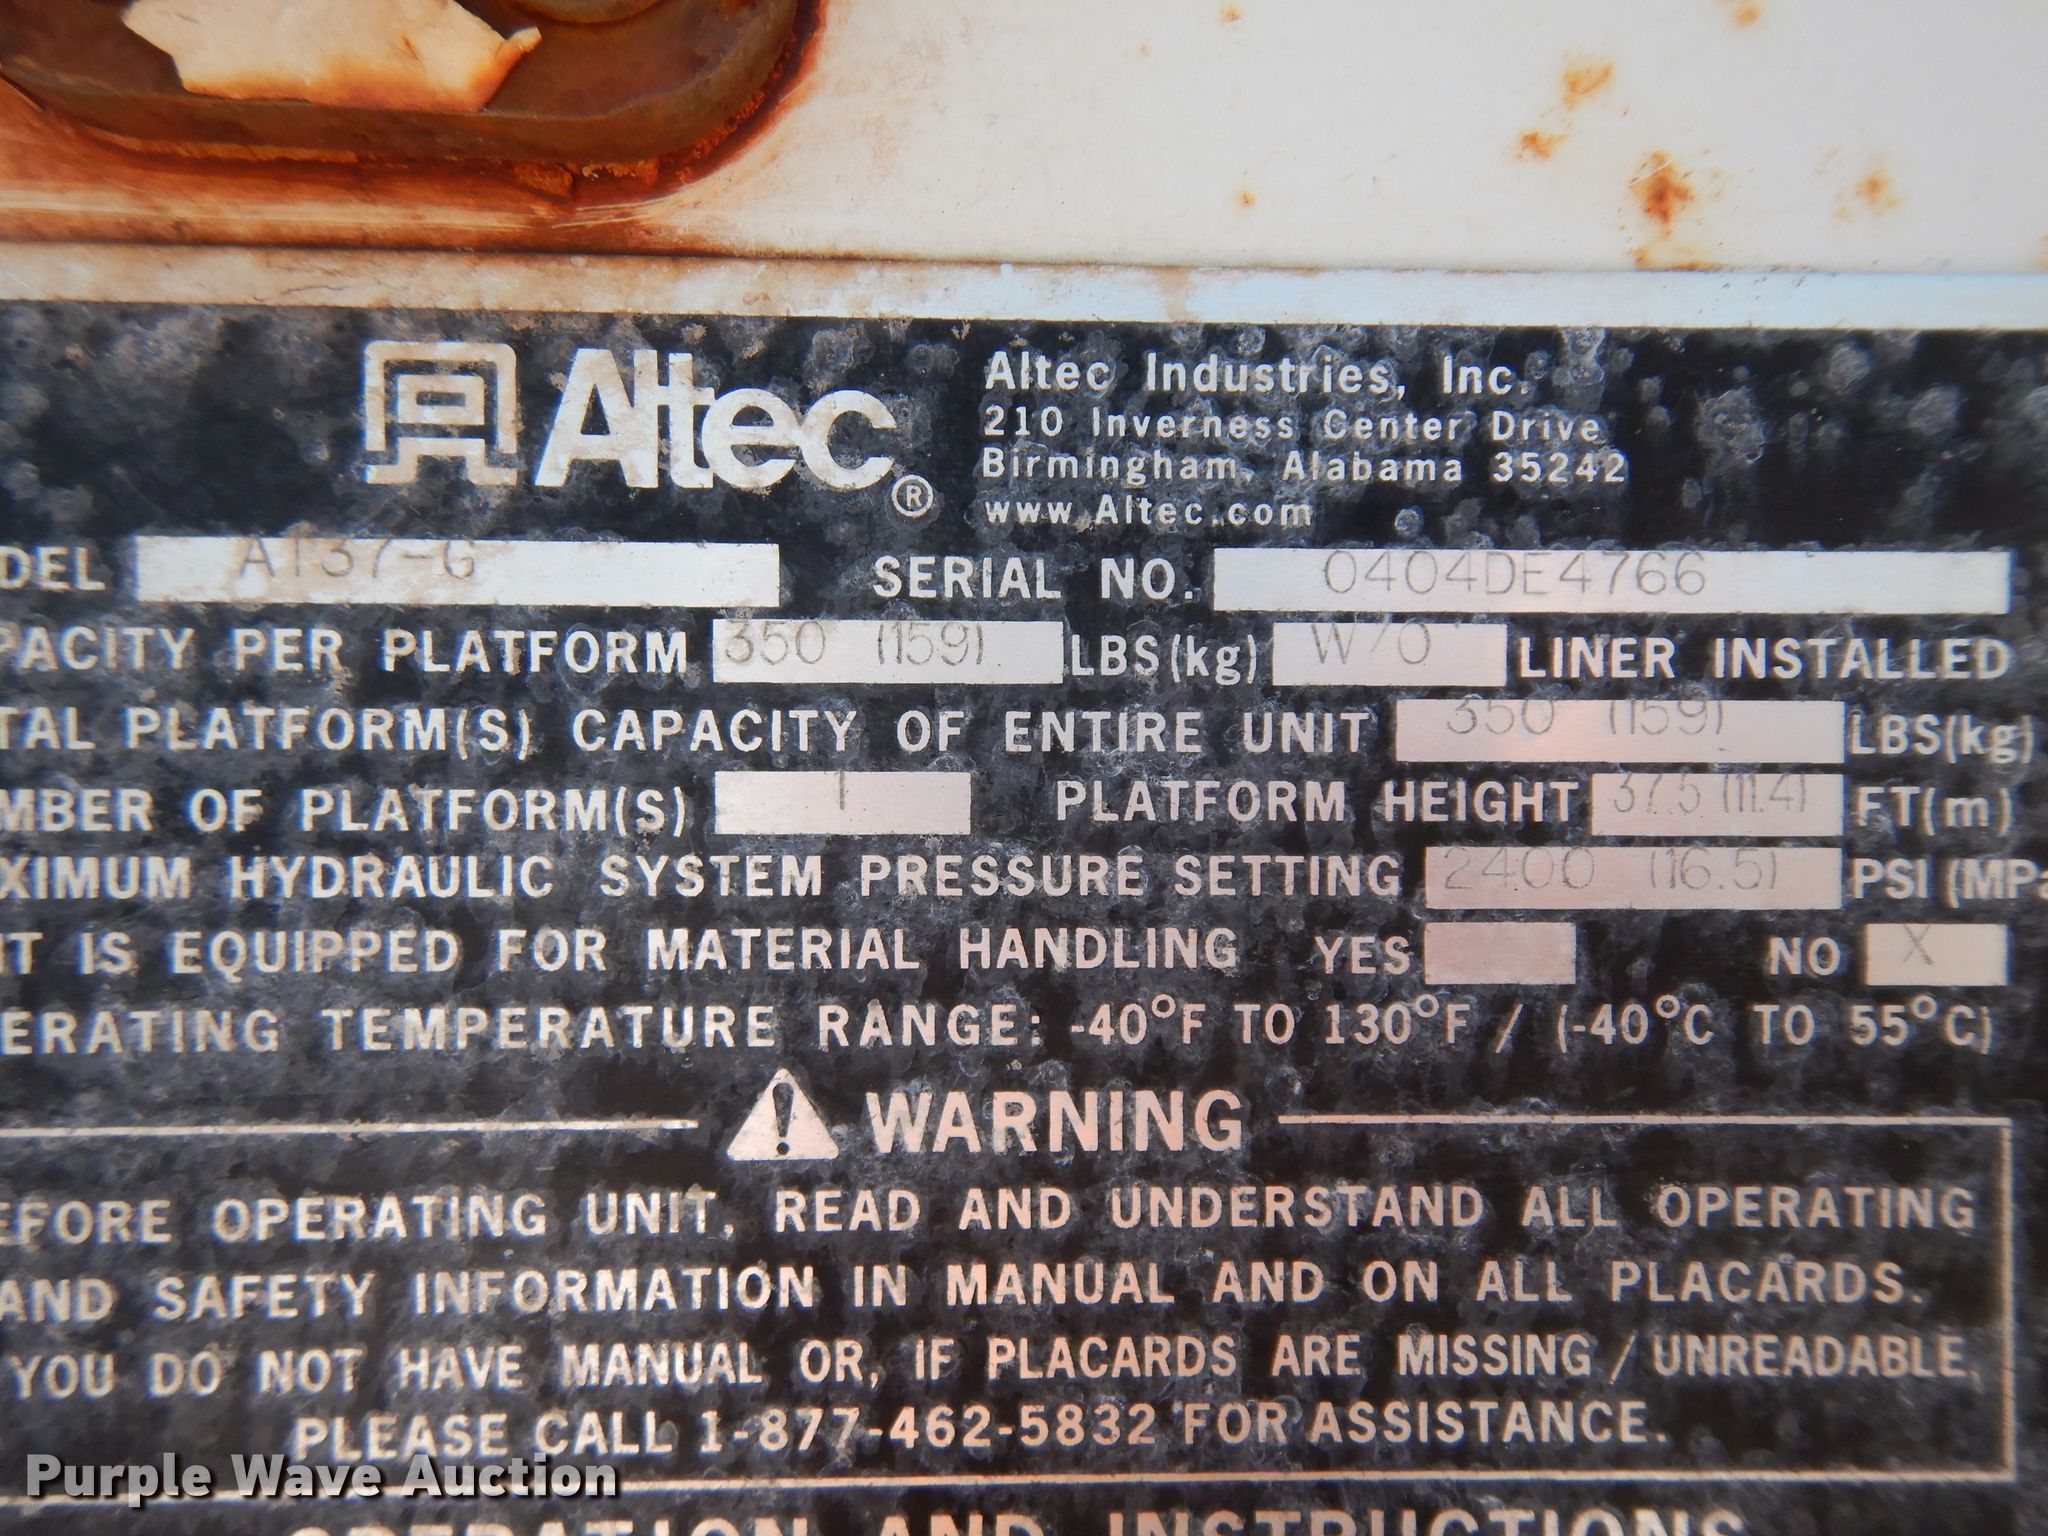 Altec®
Altec Industries, Inc.
210 Inverness Center Drive
Birmingham, Alabama 35242
www.Altec.com
DEL AT37-G SERIAL NO. 0404DE4766
PACITY PER PLATFORM 350 (159) LBS(kg) W/O LINER INSTALLED
TAL PLATFORM(S) CAPACITY OF ENTIRE UNIT 350 (159) LBS(kg)
MBER OF PLATFORM(S) 1 PLATFORM HEIGHT 37.5 (11.4) FT(m)
XIMUM HYDRAULIC SYSTEM PRESSURE SETTING 2400 (16.5) PSI (MPa
IT IS EQUIPPED FOR MATERIAL HANDLING YES NO X
ERATING TEMPERATURE RANGE: -40°F TO 130°F / (-40°C TO 55°C)
WARNING
EFORE OPERATING UNIT, READ AND UNDERSTAND ALL OPERATING
AND SAFETY INFORMATION IN MANUAL AND ON ALL PLACARDS.
YOU DO NOT HAVE MANUAL OR, IF PLACARDS ARE MISSING / UNREADABLE,
PLEASE CALL 1-877-462-5832 FOR ASSISTANCE.
Purple Wave Auction
OPERATION AND INSTRUCTIONS